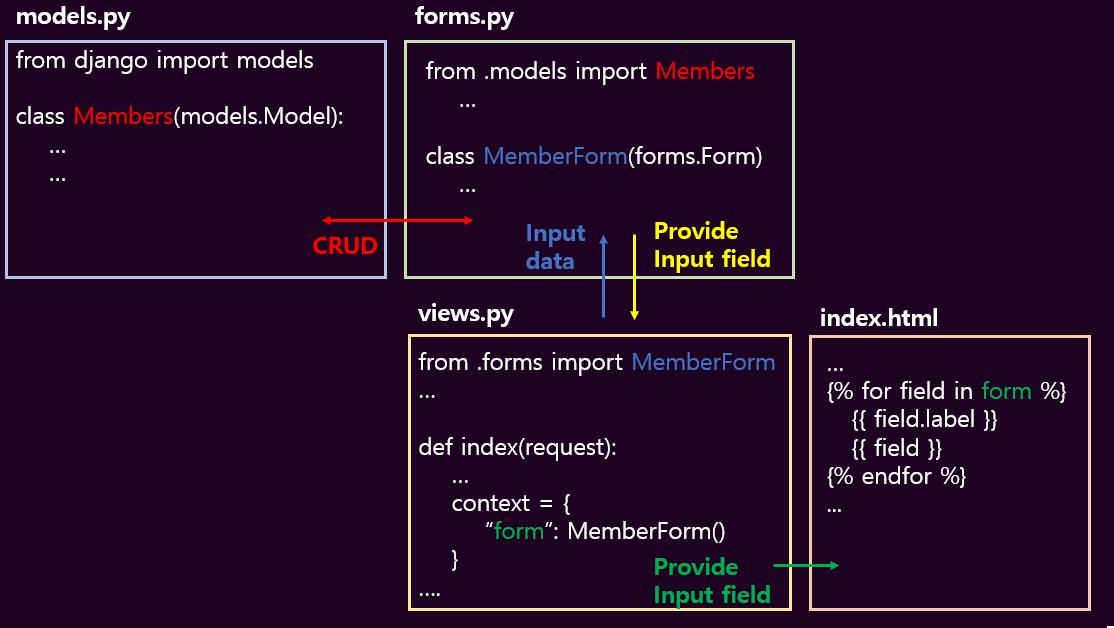 models.py
from django import models
class Members(models.Model):
...
...
CRUD
forms.py
from .models import Members
...
class MemberForm(forms.Form)
...
Input
data
Provide
Input field
views.py
from .forms import MemberForm
...
def index(request):
...
context = {
“form”: MemberForm()
}
....
Provide
Input field
index.html
...
{% for field in form %}
{{ field.label }}
{{ field }}
{% endfor %}
...